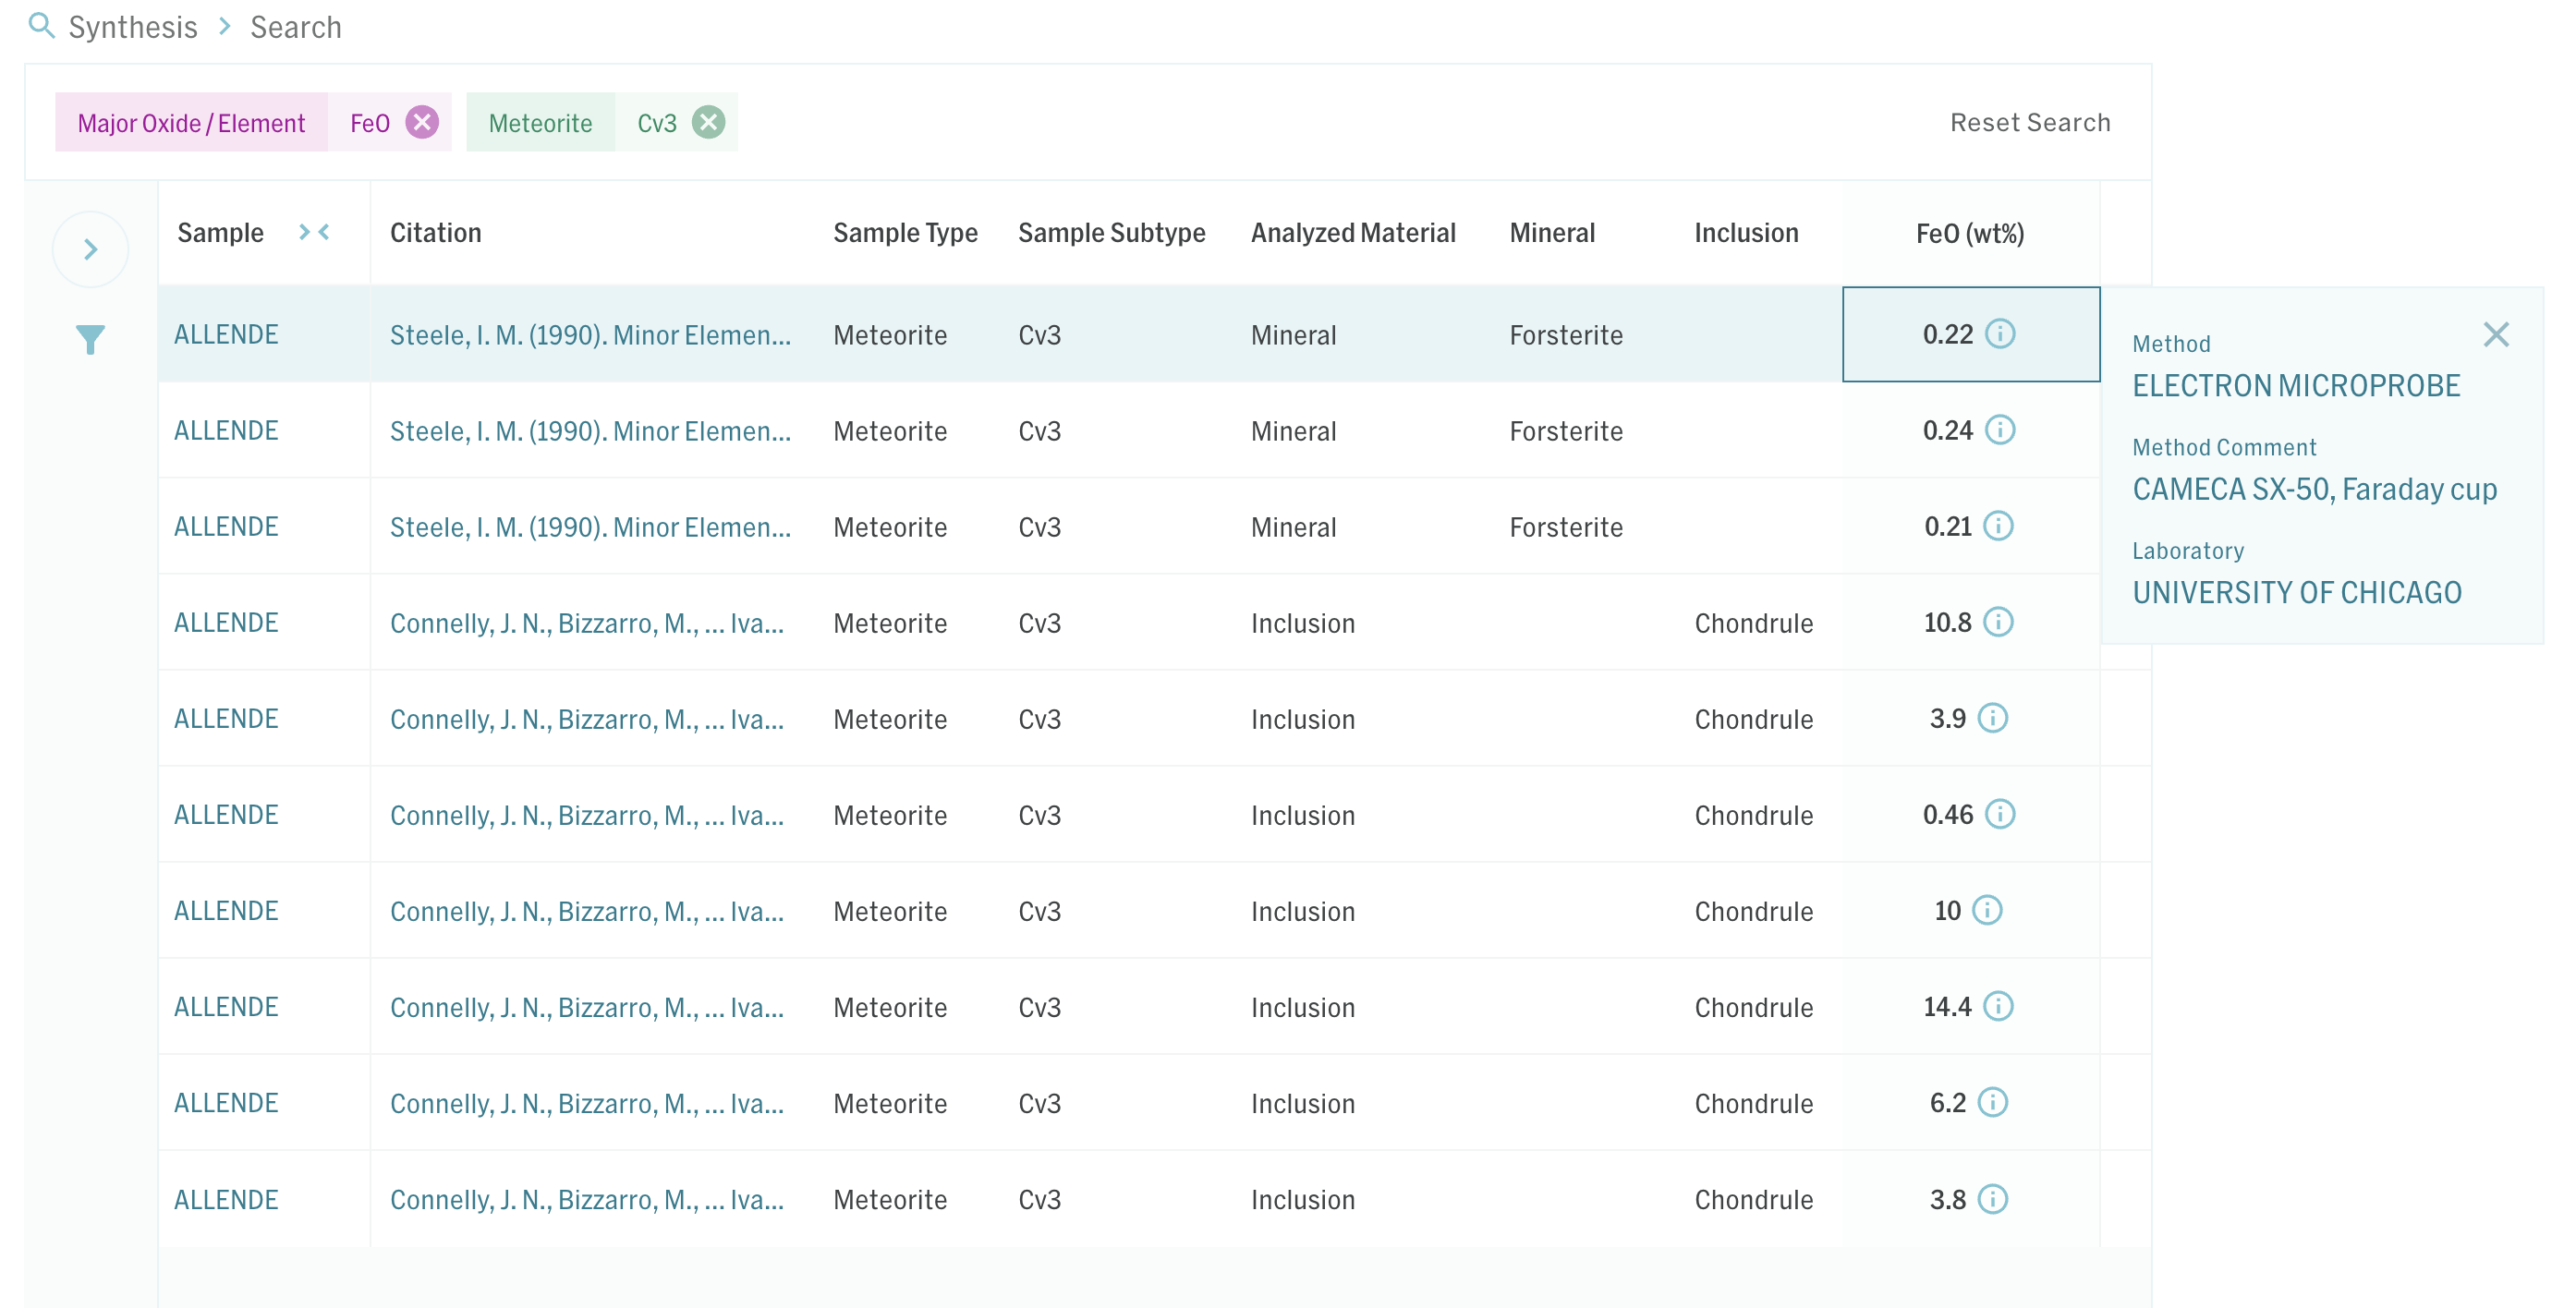 Synthesis > Search
Major Oxide / Element FeO Meteorite Cv3 Reset Search
Sample Citation Sample Type Sample Subtype Analyzed Material Mineral Inclusion FeO (wt%)
ALLENDE Steele, I. M. (1990). Minor Elemen... Meteorite Cv3 Mineral Forsterite 0.22
ALLENDE Steele, I. M. (1990). Minor Elemen... Meteorite Cv3 Mineral Forsterite 0.24
ALLENDE Steele, I. M. (1990). Minor Elemen... Meteorite Cv3 Mineral Forsterite 0.21
ALLENDE Connelly, J. N., Bizzarro, M., ... Iva... Meteorite Cv3 Inclusion Chondrule 10.8
ALLENDE Connelly, J. N., Bizzarro, M., ... Iva... Meteorite Cv3 Inclusion Chondrule 3.9
ALLENDE Connelly, J. N., Bizzarro, M., ... Iva... Meteorite Cv3 Inclusion Chondrule 0.46
ALLENDE Connelly, J. N., Bizzarro, M., ... Iva... Meteorite Cv3 Inclusion Chondrule 10
ALLENDE Connelly, J. N., Bizzarro, M., ... Iva... Meteorite Cv3 Inclusion Chondrule 14.4
ALLENDE Connelly, J. N., Bizzarro, M., ... Iva... Meteorite Cv3 Inclusion Chondrule 6.2
ALLENDE Connelly, J. N., Bizzarro, M., ... Iva... Meteorite Cv3 Inclusion Chondrule 3.8
Method
ELECTRON MICROPROBE
Method Comment
CAMECA SX-50, Faraday cup
Laboratory
UNIVERSITY OF CHICAGO